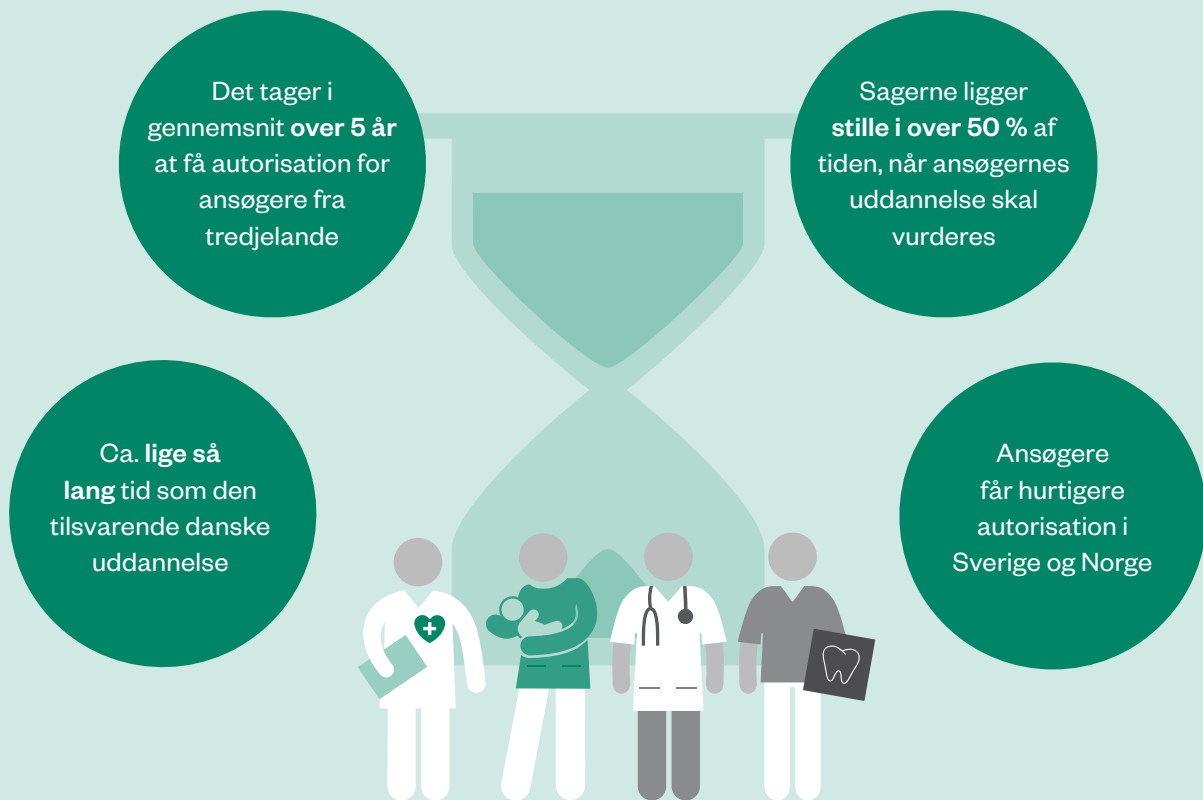 Det tager i
gennemsnit over 5 år
at få autorisation for
ansøgere fra
tredjelande
Sagerne ligger
stille i over 50 % af
tiden, når ansøgernes
uddannelse skal
vurderes
Ca. lige så
lang tid som den
tilsvarende danske
uddannelse
Ansøgere
får hurtigere
autorisation i
Sverige og Norge